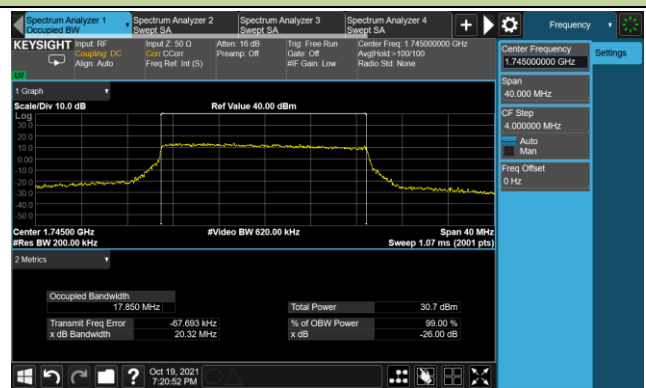 Spectrum Analyzer 1
Occupied BW
Spectrum Analyzer 2
Swept SA
Spectrum Analyzer 3
Swept SA
Spectrum Analyzer 4
Swept SA
+
Frequency
KEYSIGHT
Input: RF
Coupling: DC
Align: Auto
Input Z: 50 Ω
Corr CCorr
Freq Ref: Int (S)
Atten: 16 dB
Preamp: Off
Trig: Free Run
Gate: Off
#IF Gain: Low
Center Freq: 1.745000000 GHz
Avg|Hold:>100/100
Radio Std: None
LXI
Center Frequency
1.745000000 GHz
Settings
Span
40.000 MHz
CF Step
4.000000 MHz
Auto
Man
Freq Offset
0 Hz
1 Graph
Scale/Div 10.0 dB
Ref Value 40.00 dBm
Log
30.0
20.0
10.0
0.00
-10.0
-20.0
-30.0
-40.0
-50.0
Center 1.74500 GHz
#Video BW 620.00 kHz
Span 40 MHz
#Res BW 200.00 kHz
Sweep 1.07 ms (2001 pts)
2 Metrics
Occupied Bandwidth
17.850 MHz
Total Power
30.7 dBm
Transmit Freq Error
-67.693 kHz
% of OBW Power
99.00 %
x dB Bandwidth
20.32 MHz
x dB
-26.00 dB
?
Oct 19, 2021
7:20:52 PM